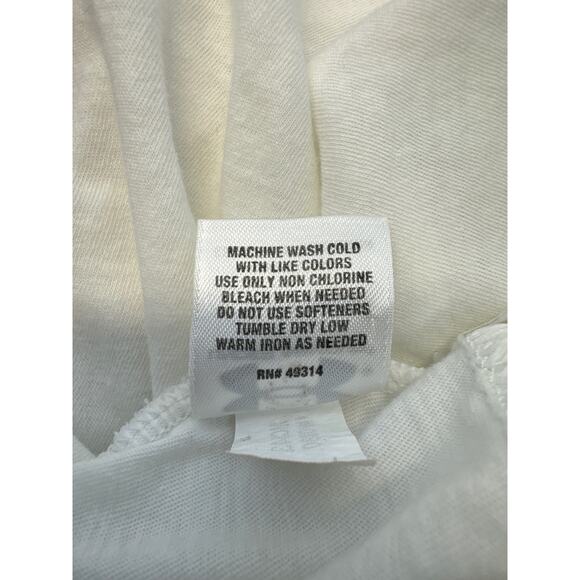 MACHINE WASH COLD
WITH LIKE COLORS
USE ONLY NON CHLORINE
BLEACH WHEN NEEDED
DO NOT USE SOFTENERS
TUMBLE DRY LOW
WARM IRON AS NEEDED
RN# 49314